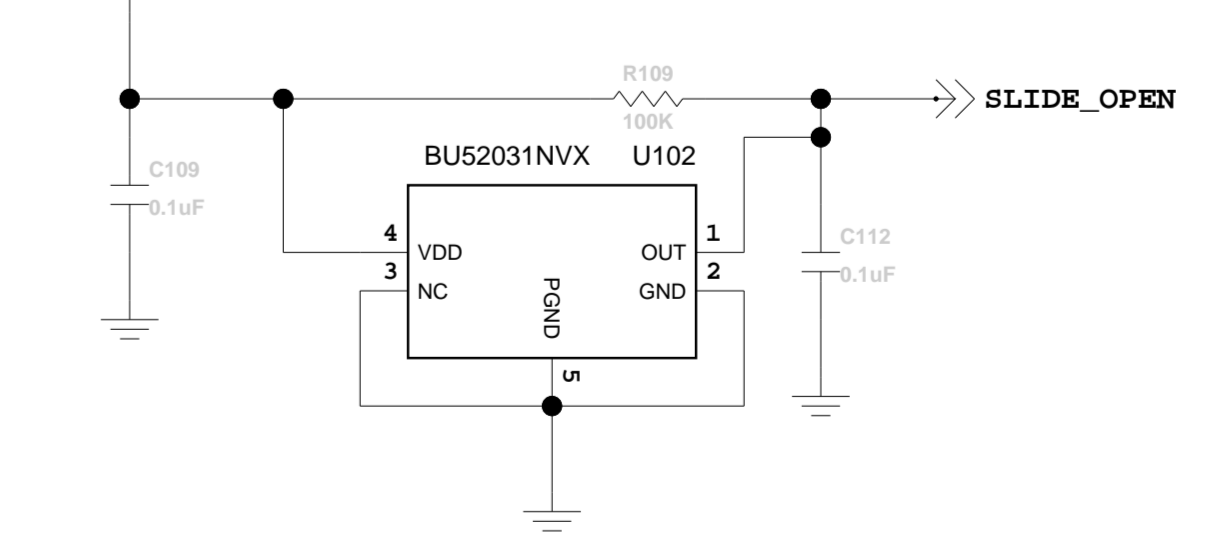 R109
SLIDE_OPEN
100K
BU52031NVX U102
C109
0.1uF
4
VDD
3
NC
PGND
5
1
OUT
2
GND
C112
0.1uF